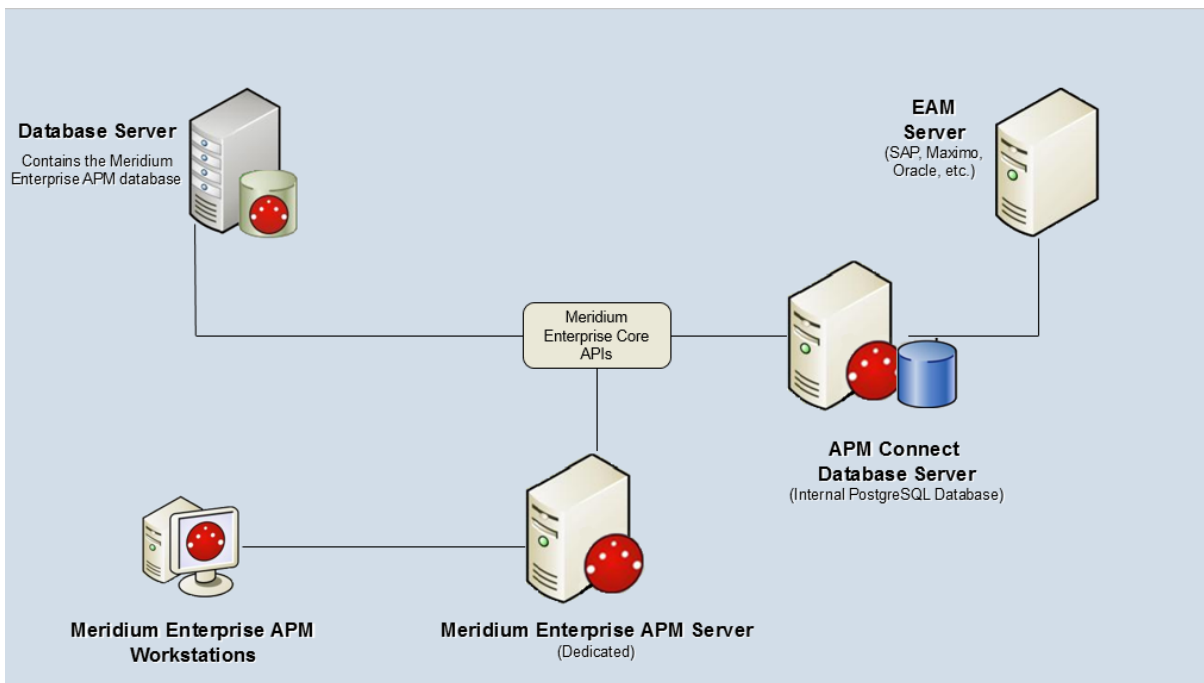 Database Server
Contains the Meridium
Enterprise APM database
EAM
Server
(SAP, Maximo,
Oracle, etc.)
Meridium
Enterprise Core
APIs
APM Connect
Database Server
(Internal PostgreSQL Database)
Meridium Enterprise APM
Workstations
Meridium Enterprise APM Server
(Dedicated)